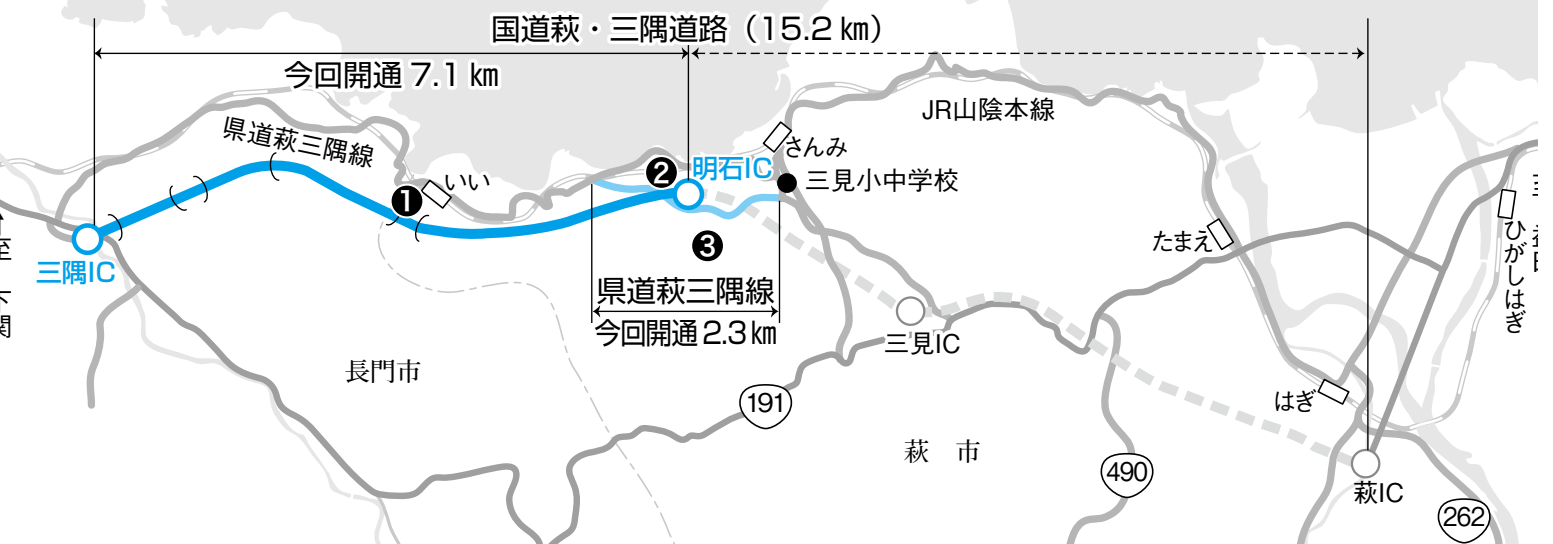 国道萩・三隅道路（15.2㎞）
今回開通 7.1㎞
県道萩三隅線
JR山陰本線
さんみ
三見小中学校
❶
いい
❷
明石IC
❸
三隅IC
県道萩三隅線
今回開通 2.3㎞
三見IC
たまえ
ひがしはぎ
長門市
191
萩　市
はぎ
490
萩IC
262